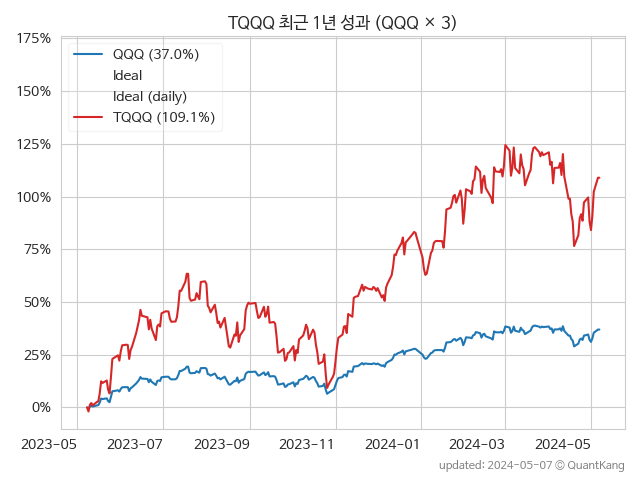 TQQQ 최근 1년 성과 (QQQ × 3)
175%
150%
125%
100%
75%
50%
25%
0%
QQQ (37.0%)
Ideal
Ideal (daily)
TQQQ (109.1%)
2023-05
2023-07
2023-09
2023-11
2024-01
2024-03
2024-05
updated: 2024-05-07 © QuantKang